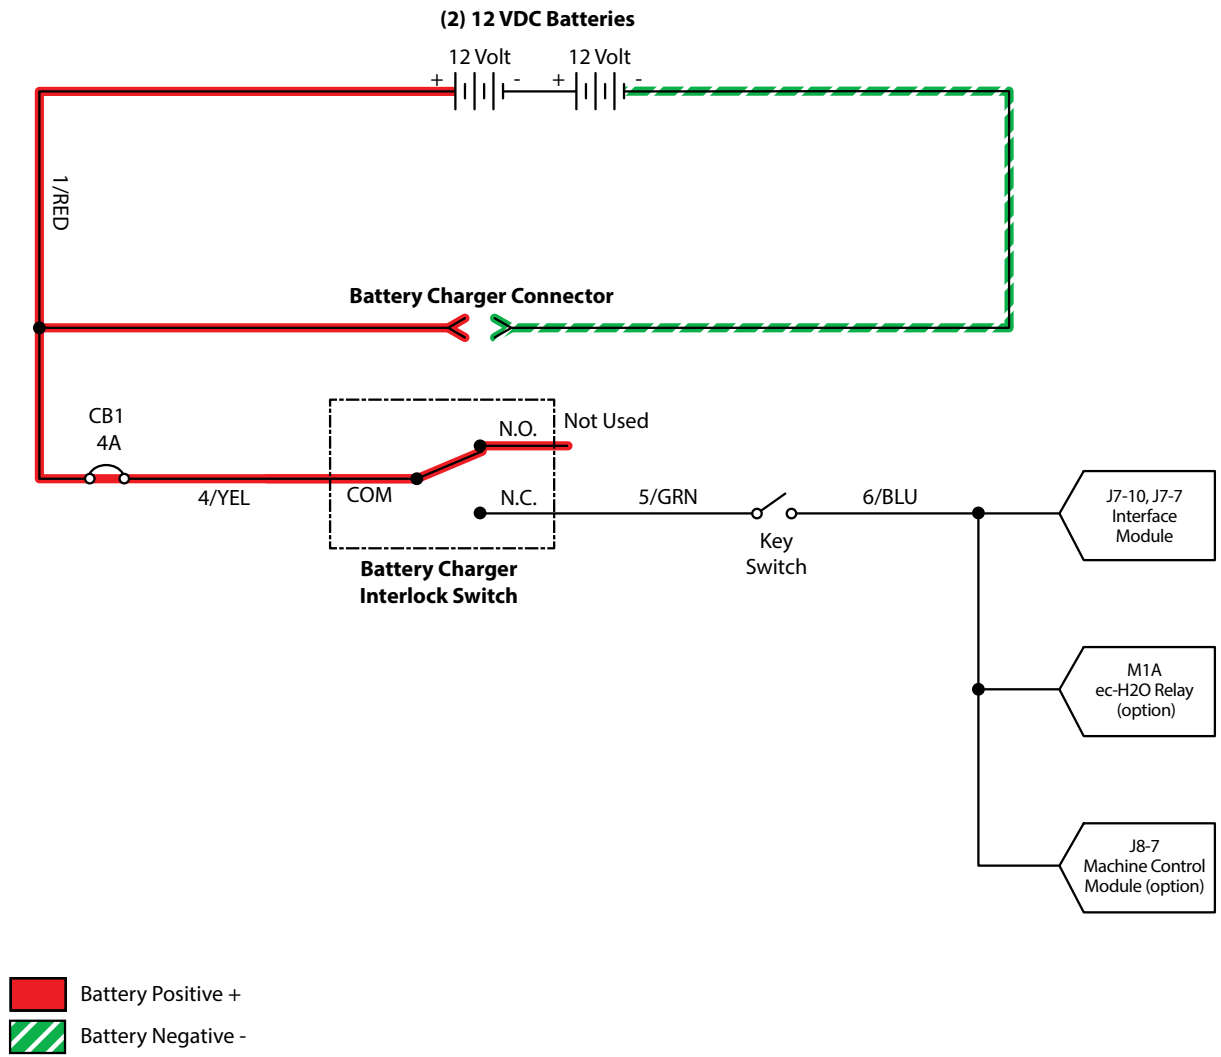 (2) 12 VDC Batteries
12 Volt
12 Volt
+
-
+
-
1/RED
Battery Charger Connector
CB1
4A
4/YEL
COM
N.O.
Not Used
N.C.
Battery Charger
Interlock Switch
5/GRN
Key
Switch
6/BLU
J7-10, J7-7
Interface
Module
M1A
ec-H2O Relay
(option)
J8-7
Machine Control
Module (option)
Battery Positive +
Battery Negative -